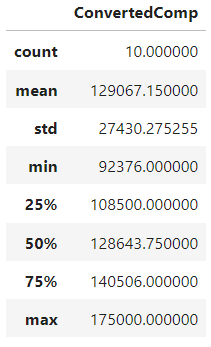 ConvertedComp
count 10.000000
mean 129067.150000
std 27430.275255
min 92376.000000
25% 108500.000000
50% 128643.750000
75% 140506.000000
max 175000.000000